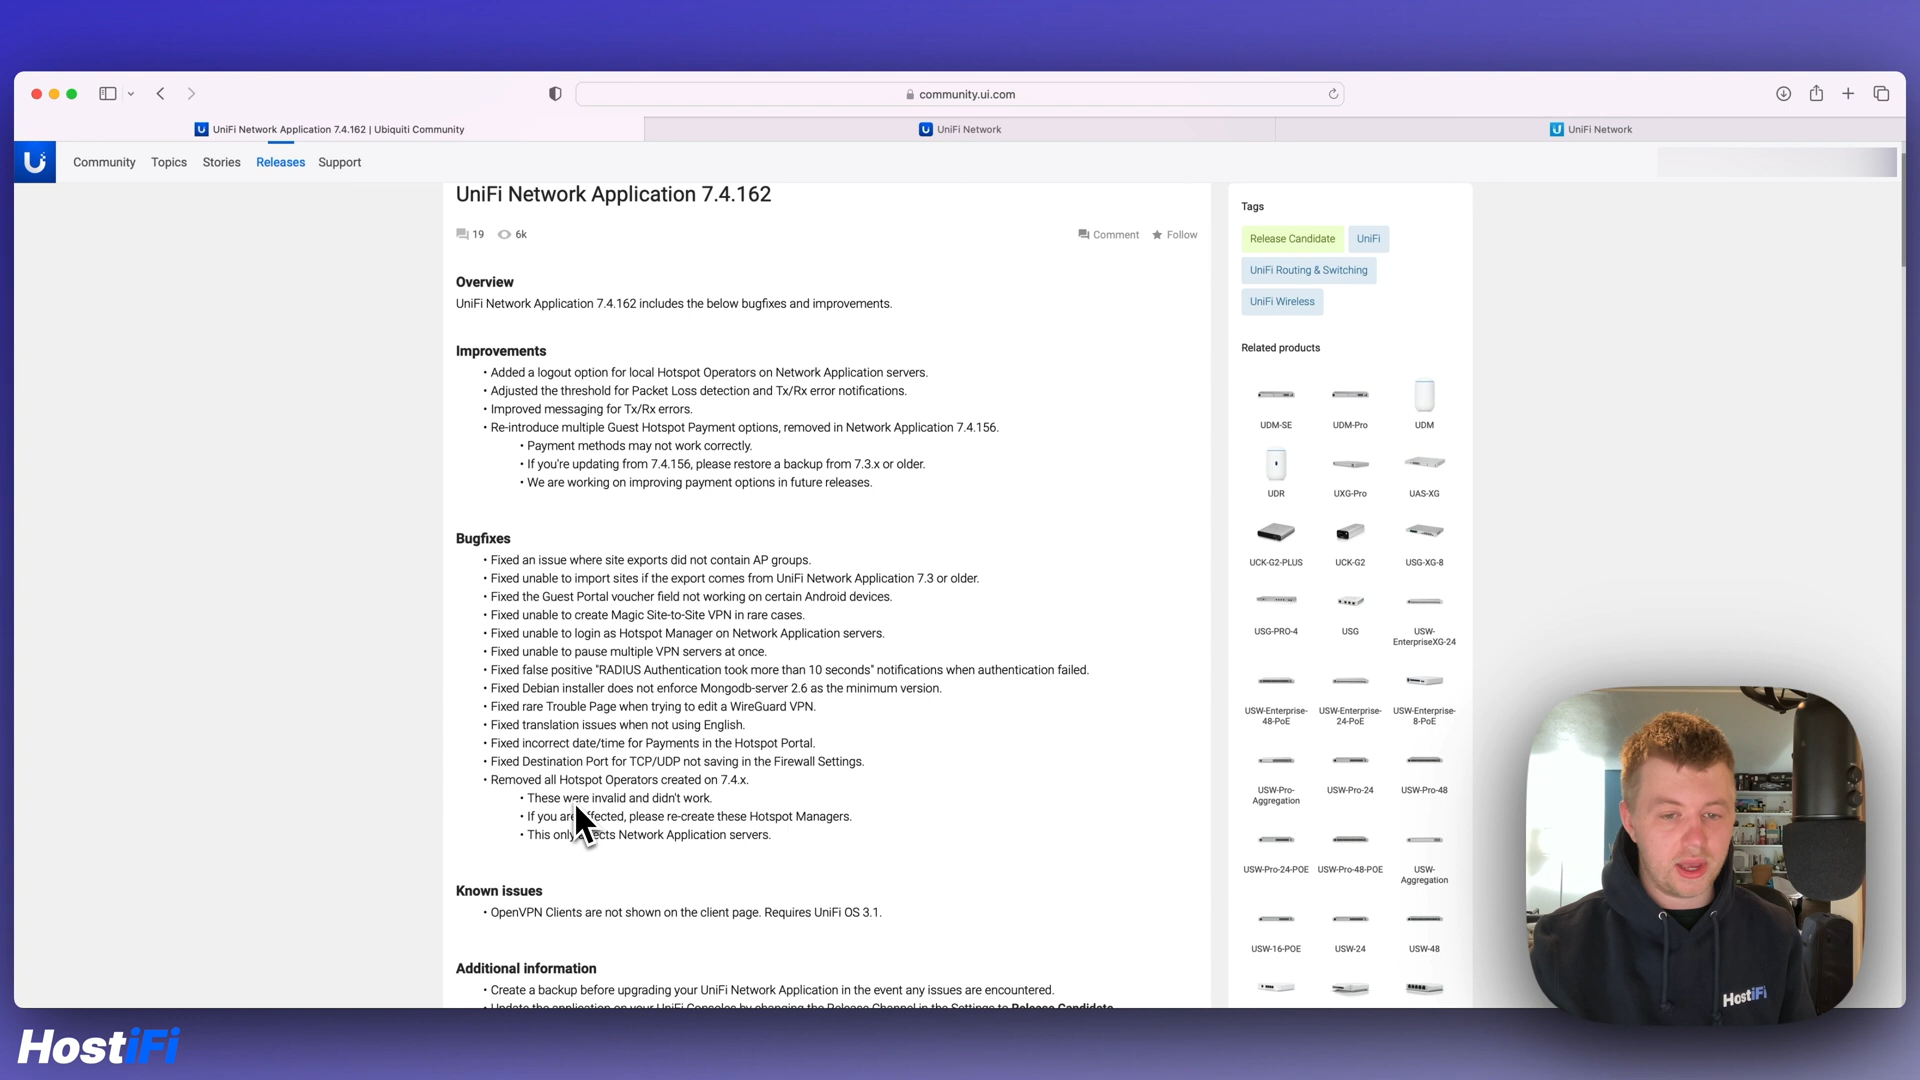 community.ui.com
UniFi Network Application 7.4.162 | Ubiquiti Community
UniFi Network
UniFi Network
Community
Topics
Stories
Releases
Support
UniFi Network Application 7.4.162
19
6k
Comment
Follow
Overview
UniFi Network Application 7.4.162 includes the below bugfixes and improvements.
Improvements
• Added a logout option for local Hotspot Operators on Network Application servers.
• Adjusted the threshold for Packet Loss detection and Tx/Rx error notifications.
• Improved messaging for Tx/Rx errors.
• Re-introduce multiple Guest Hotspot Payment options, removed in Network Application 7.4.156.
• Payment methods may not work correctly.
• If you're updating from 7.4.156, please restore a backup from 7.3.x or older.
• We are working on improving payment options in future releases.
Bugfixes
• Fixed an issue where site exports did not contain AP groups.
• Fixed unable to import sites if the export comes from UniFi Network Application 7.3 or older.
• Fixed the Guest Portal voucher field not working on certain Android devices.
• Fixed unable to create Magic Site-to-Site VPN in rare cases.
• Fixed unable to login as Hotspot Manager on Network Application servers.
• Fixed unable to pause multiple VPN servers at once.
• Fixed false positive "RADIUS Authentication took more than 10 seconds" notifications when authentication failed.
• Fixed Debian installer does not enforce Mongodb-server 2.6 as the minimum version.
• Fixed rare Trouble Page when trying to edit a WireGuard VPN.
• Fixed translation issues when not using English.
• Fixed incorrect date/time for Payments in the Hotspot Portal.
• Fixed Destination Port for TCP/UDP not saving in the Firewall Settings.
• Removed all Hotspot Operators created on 7.4.x.
• These were invalid and didn't work.
• If you are affected, please re-create these Hotspot Managers.
• This only affects Network Application servers.
Known issues
• OpenVPN Clients are not shown on the client page. Requires UniFi OS 3.1.
Additional information
• Create a backup before upgrading your UniFi Network Application in the event any issues are encountered.
• Update the application on your UniFi Consoles by changing the Release Channel in the Settings to Release Candidate
Tags
Release Candidate
UniFi
UniFi Routing & Switching
UniFi Wireless
Related products
UDM-SE
UDM-Pro
UDM
UDR
UXG-Pro
UAS-XG
UCK-G2-PLUS
UCK-G2
USG-XG-8
USG-PRO-4
USG
USW-
EnterpriseXG-24
USW-Enterprise-
48-PoE
USW-Enterprise-
24-PoE
USW-Enterprise-
8-PoE
USW-Pro-
Aggregation
USW-Pro-24
USW-Pro-48
USW-Pro-24-POE
USW-Pro-48-POE
USW-
Aggregation
USW-16-POE
USW-24
USW-48
HostiFi
HostiFi